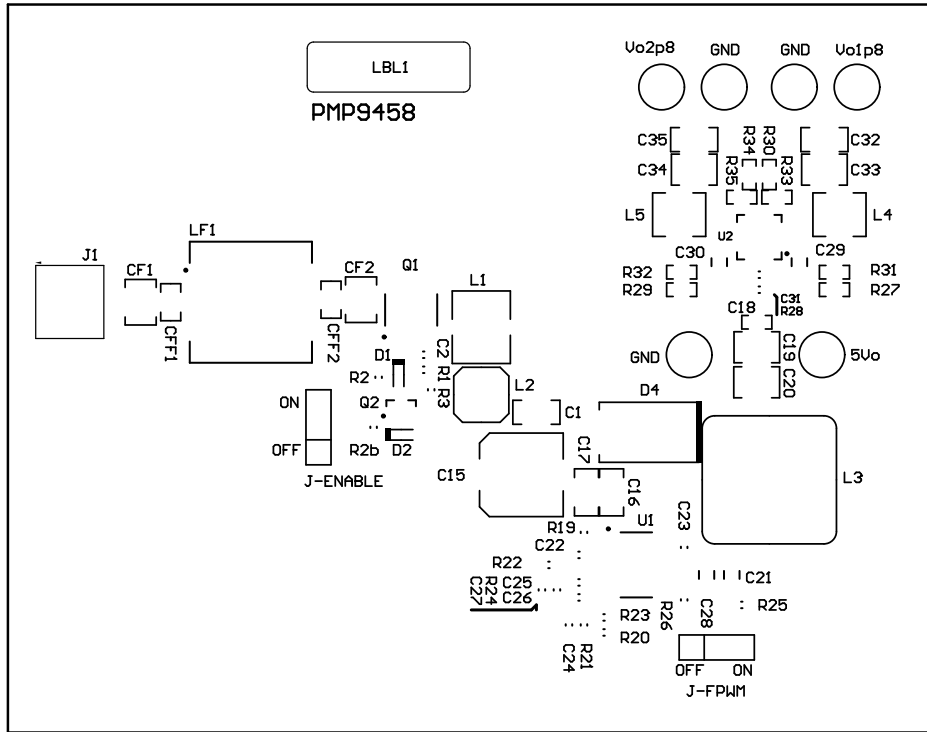 LBL1
PMP9458
Vo2p8 GND GND Vo1p8
C35 R34 R30 C32
C34 R35 R33 C33
L5 U2 L4
C30 C29
R32 R31
R29 R27
C31
C18 R28
GND C19 5Vo
C20
J1 CF1 LF1 CF2 Q1 L1
CFF1 CFF2
C2
D1
R2 R1
R3 L2
Q2
C1
D4
R2b D2
ON
OFF
J-ENABLE
C15 C17 C16 L3
R19 U1 C23
C22
R22
C27 R24 C25
C26
C21
R25
R23 R26 C28
R20
C24 R21
OFF ON
J-FPWM